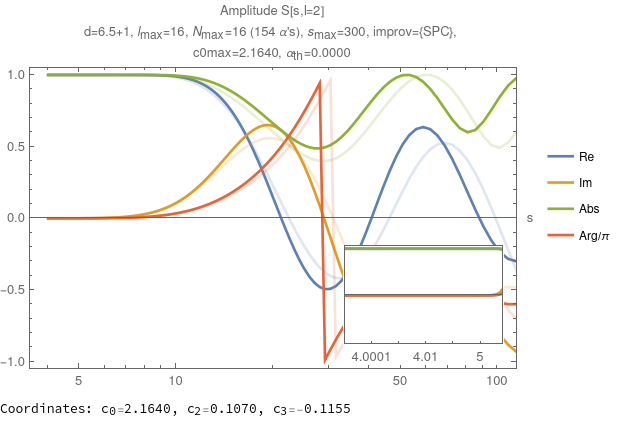 Amplitude S[s,l=2]
d=6.5+1, lmax=16, Nmax=16 (154 α's), smax=300, improv={SPC},
c0max=2.1640, αth=0.0000
1.0
0.5
0.0
-0.5
-1.0
s
Re
Im
Abs
Arg/π
4.0001 4.01 5
5 10 50 100
Coordinates: c0=2.1640, c2=0.1070, c3=-0.1155